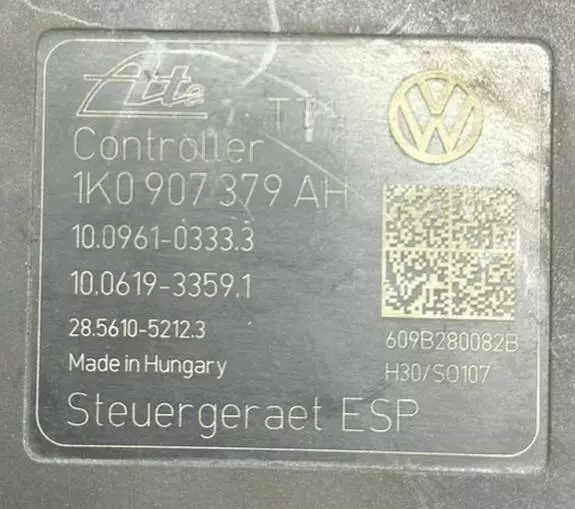 Ate
TT
Controller
1K0 907 379 AH
10.0961-0333.3
10.0619-3359.1
28.5610-5212.3
609B280082B
Made in Hungary
H30/SO107
Steuergeraet ESP